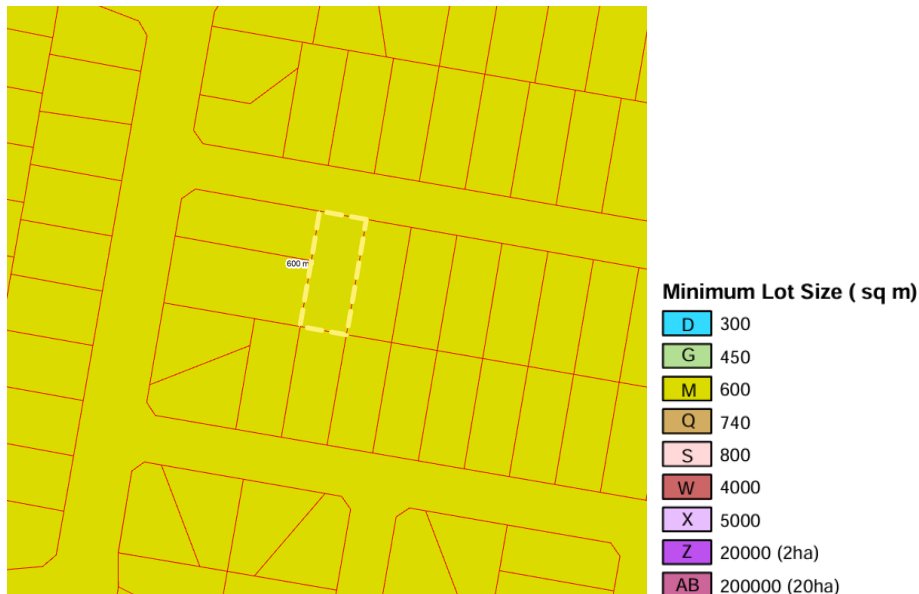 600 m
Minimum Lot Size ( sq m)
D 300
G 450
M 600
Q 740
S 800
W 4000
X 5000
Z 20000 (2ha)
AB 200000 (20ha)